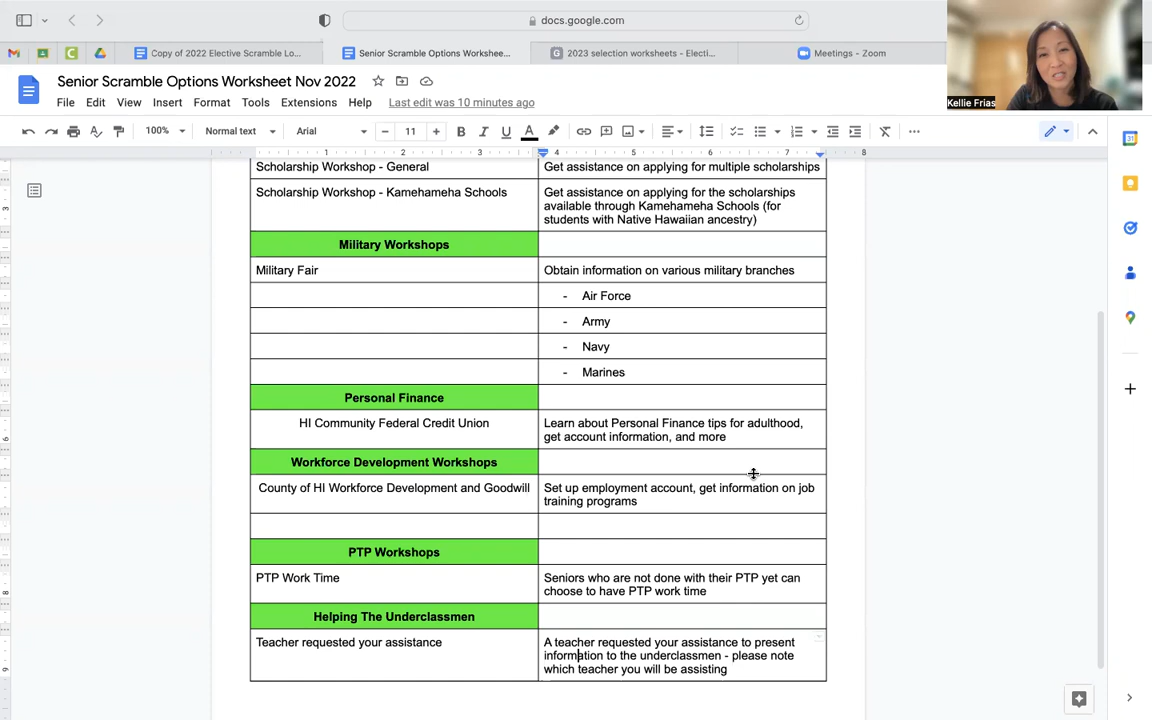 docs.google.com
Copy of 2022 Elective Scramble Lo...
Senior Scramble Options Workshee...
2023 selection worksheets - Electi...
Meetings - Zoom
Senior Scramble Options Worksheet Nov 2022
File Edit View Insert Format Tools Extensions Help Last edit was 10 minutes ago
Kellie Frias
100% Normal text Arial 11
1 2 3 4 5 6 7 8
Scholarship Workshop - General
Get assistance on applying for multiple scholarships
Scholarship Workshop - Kamehameha Schools
Get assistance on applying for the scholarships
available through Kamehameha Schools (for
students with Native Hawaiian ancestry)
Military Workshops
Military Fair
Obtain information on various military branches
- Air Force
- Army
- Navy
- Marines
Personal Finance
HI Community Federal Credit Union
Learn about Personal Finance tips for adulthood,
get account information, and more
Workforce Development Workshops
County of HI Workforce Development and Goodwill
Set up employment account, get information on job
training programs
PTP Workshops
PTP Work Time
Seniors who are not done with their PTP yet can
choose to have PTP work time
Helping The Underclassmen
Teacher requested your assistance
A teacher requested your assistance to present
information to the underclassmen - please note
which teacher you will be assisting